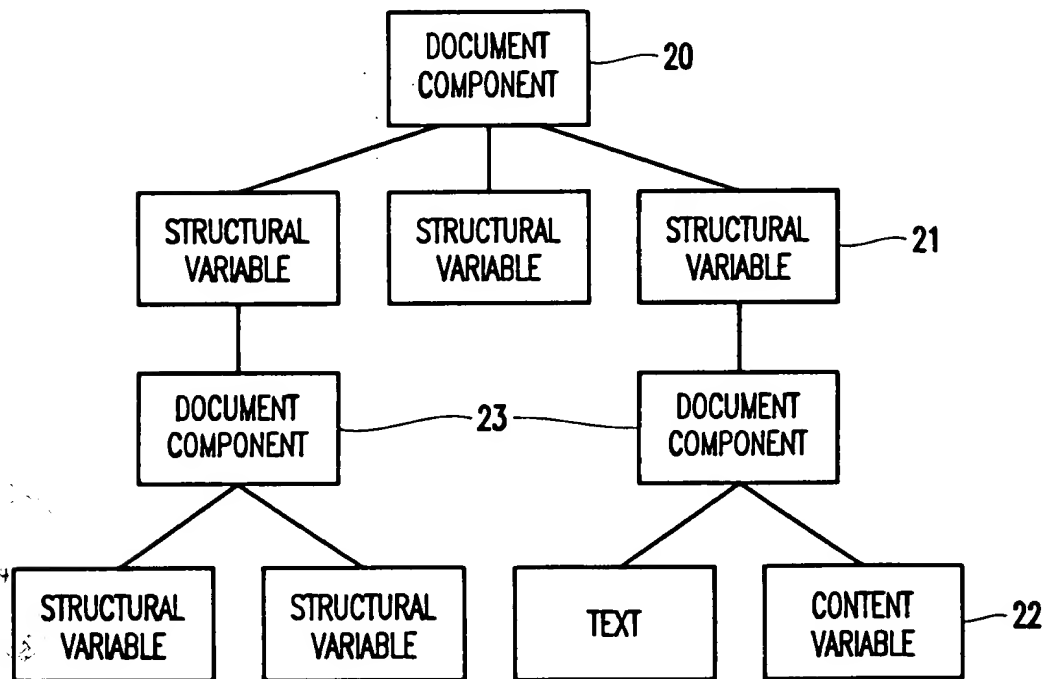 DOCUMENT
COMPONENT
20
STRUCTURAL
VARIABLE
STRUCTURAL
VARIABLE
STRUCTURAL
VARIABLE
21
DOCUMENT
COMPONENT
23
DOCUMENT
COMPONENT
STRUCTURAL
VARIABLE
STRUCTURAL
VARIABLE
TEXT
CONTENT
VARIABLE
22